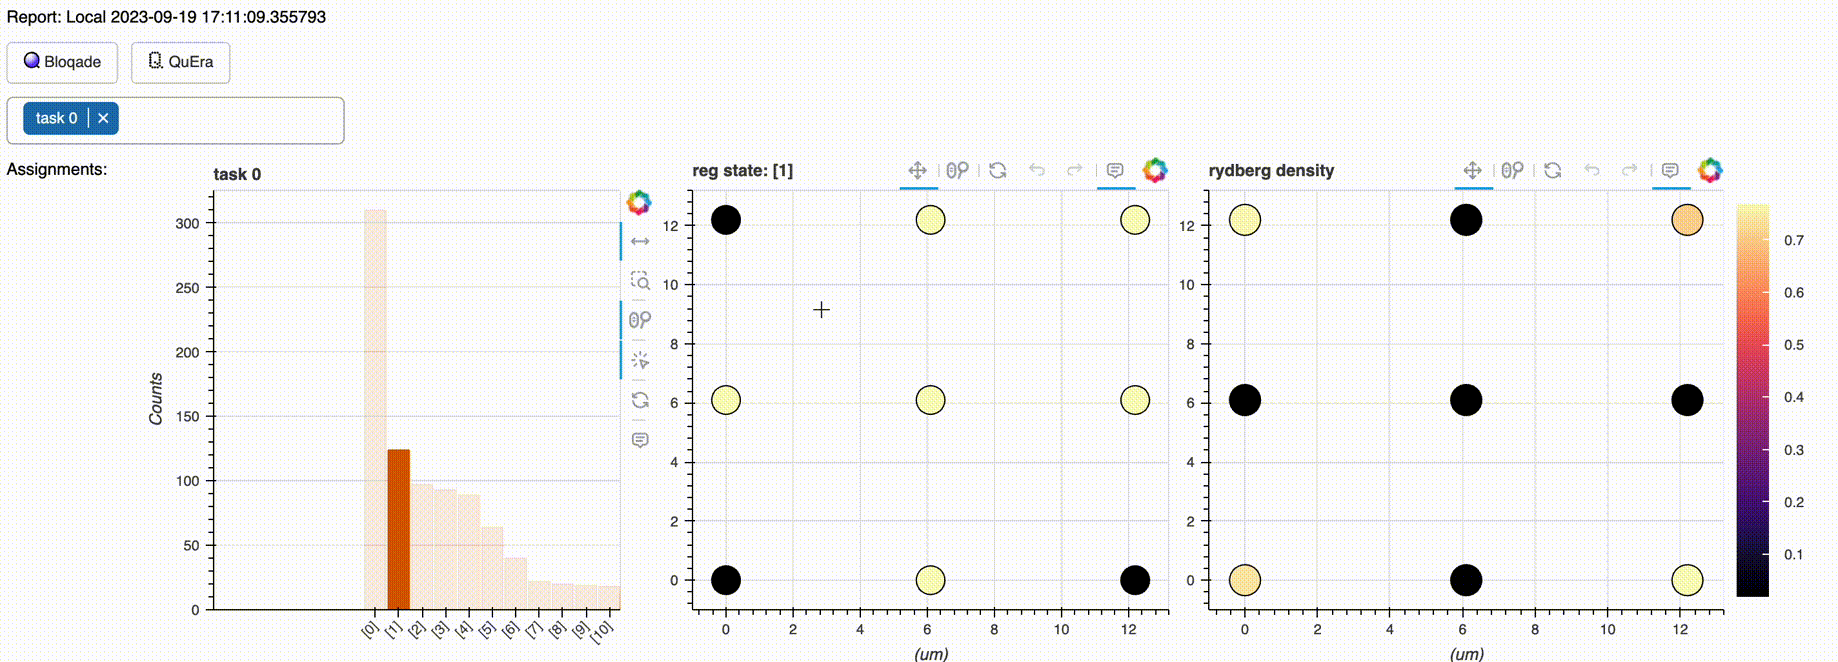 Report: Local 2023-09-19 17:11:09.355793
Bloqade
QuEra
task 0 ×
Assignments:
task 0
Counts
300
250
200
150
100
50
0
[0] [1] [2] [3] [4] [5] [6] [7] [8] [9] [10]
reg state: [1]
12
10
8
6
4
2
0
0 2 4 6 8 10 12
(um)
rydberg density
12
10
8
6
4
2
0
0 2 4 6 8 10 12
(um)
0.7
0.6
0.5
0.4
0.3
0.2
0.1